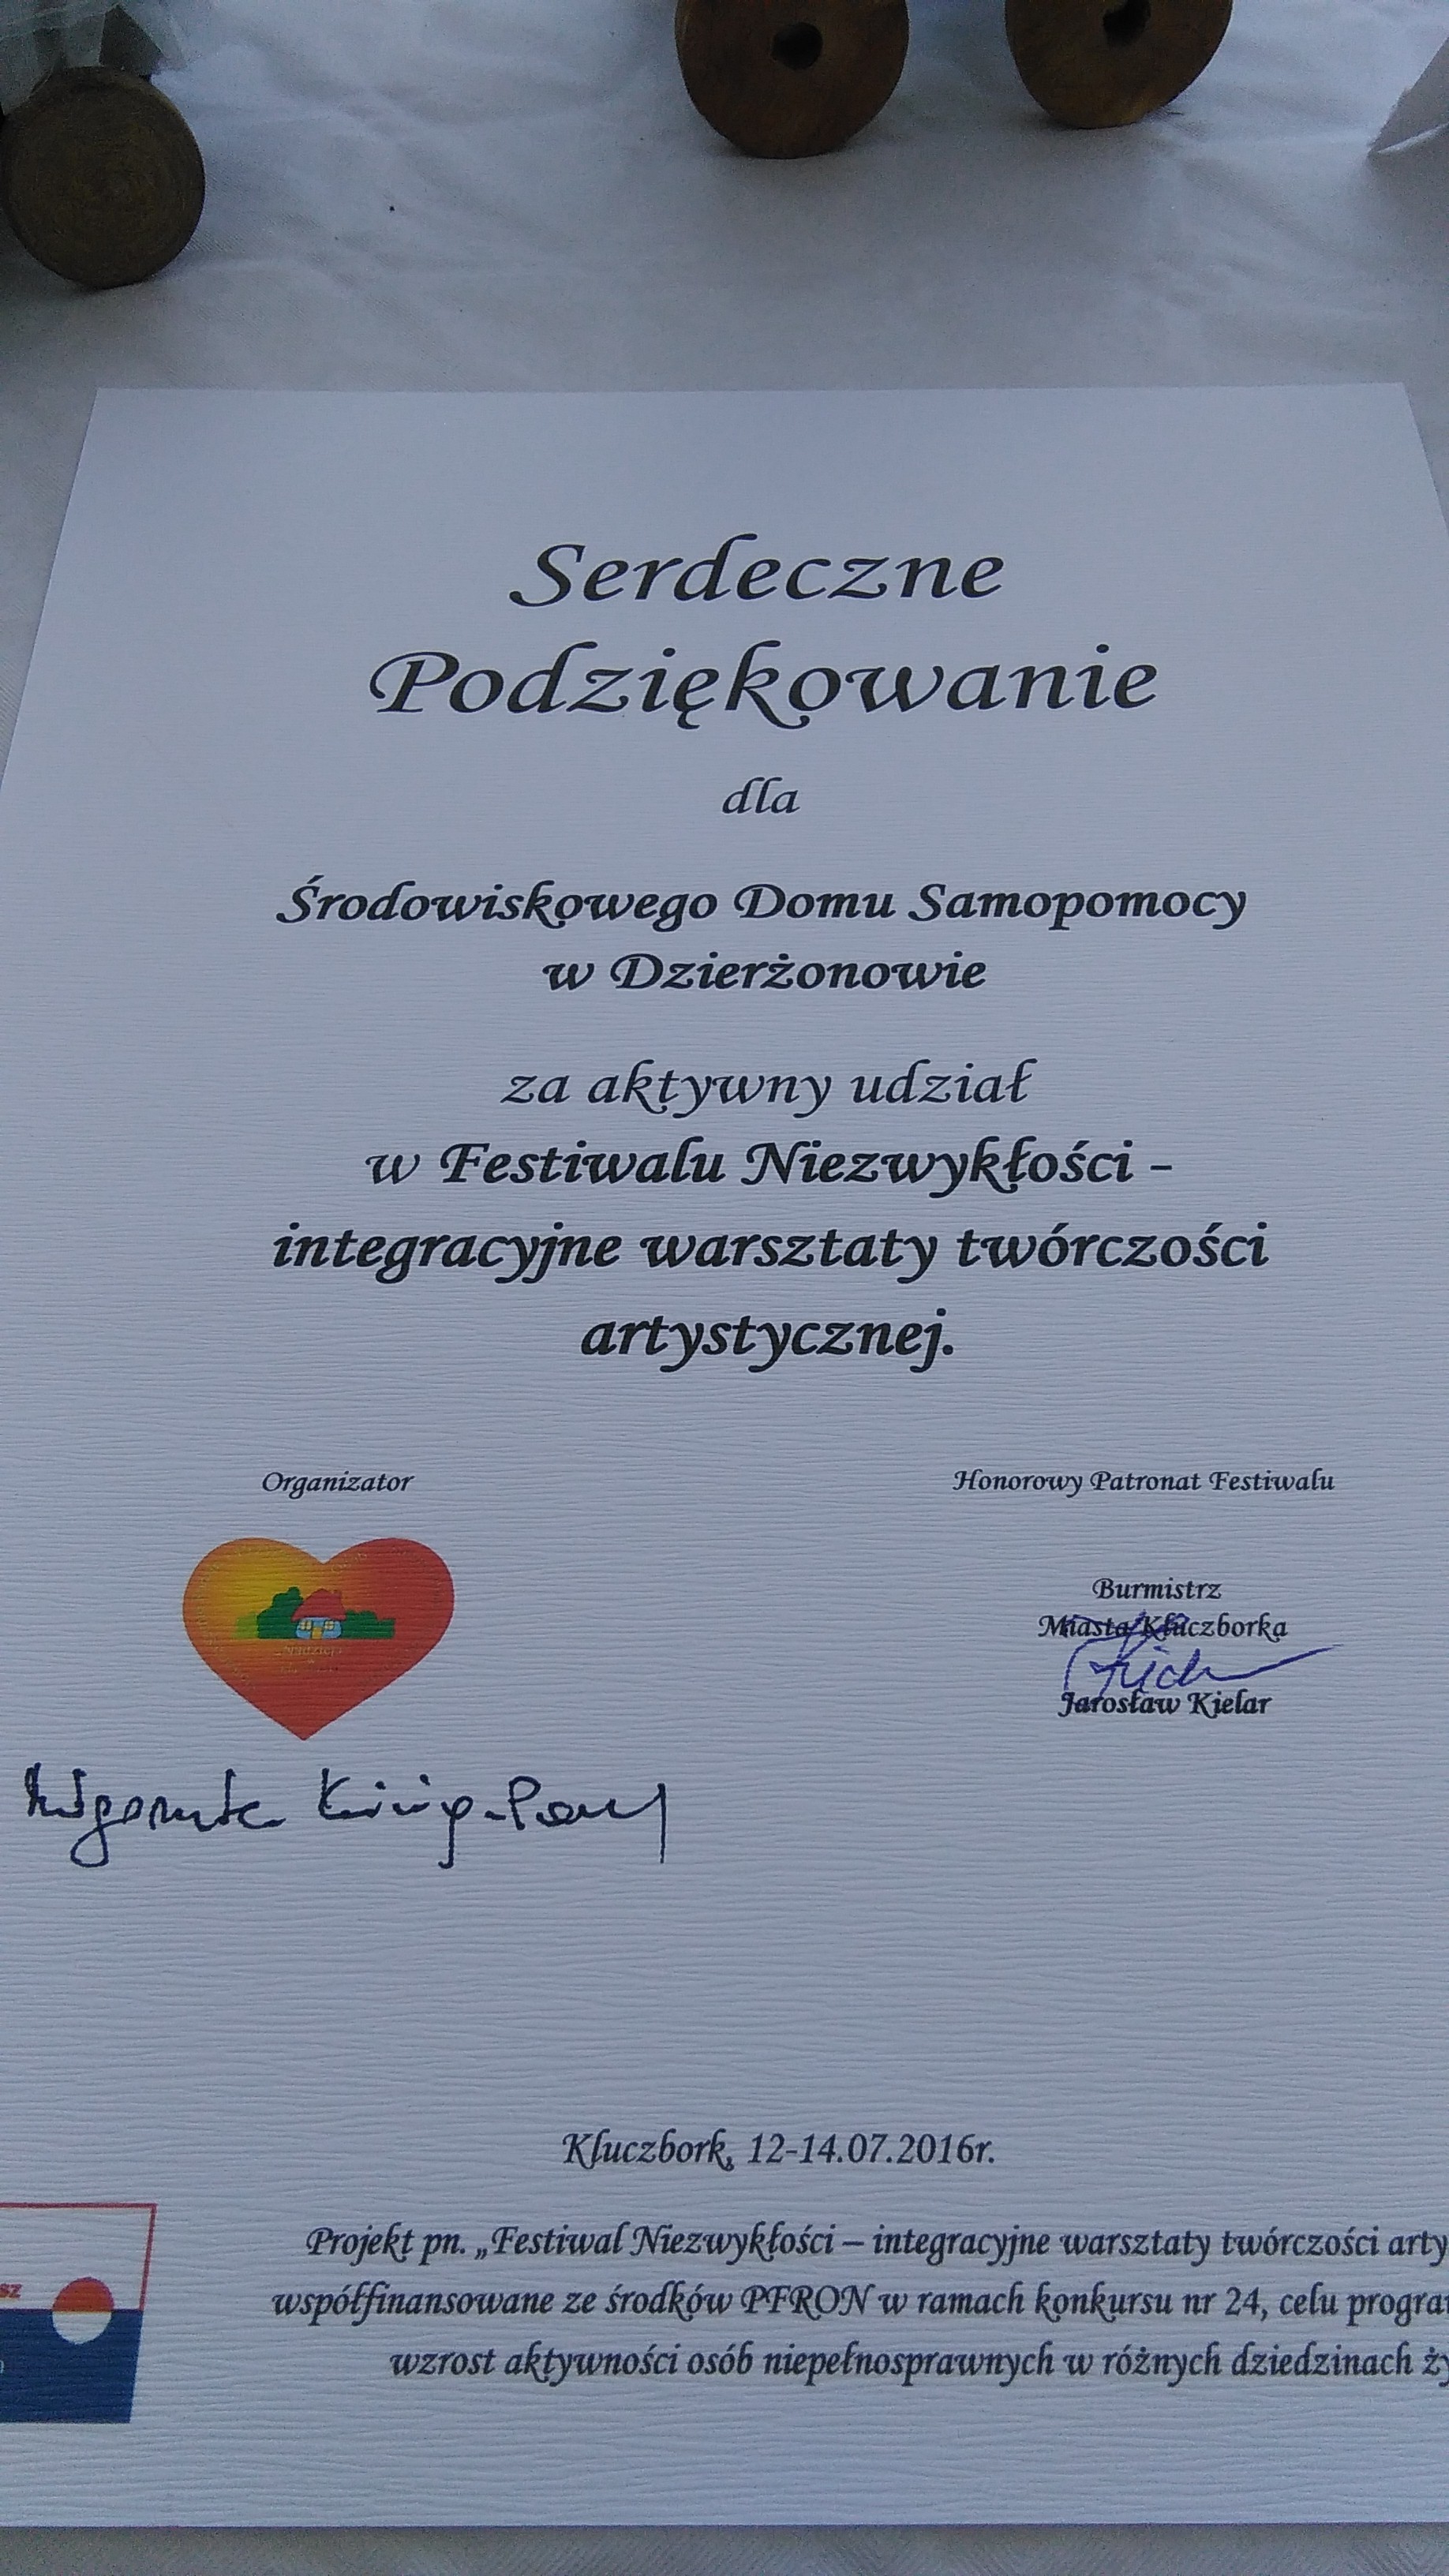 Serdeczne
Podziękowanie
dla
Środowiskowego Domu Samopomocy
w Dzierżonowie
za aktywny udział
w Festiwalu Niezwykłości -
integracyjne warsztaty twórczości
artystycznej.
Organizator
Honorowy Patronat Festiwalu
Burmistrz
Miasta Kluczborka
Jarosław Kielar
Kluczbork, 12-14.07.2016r.
Projekt pn. „Festiwal Niezwykłości – integracyjne warsztaty twórczości
współfinansowane ze środków PFRON w ramach konkursu nr 24, celu
wzrost aktywności osób niepełnosprawnych w różnych dziedzinach